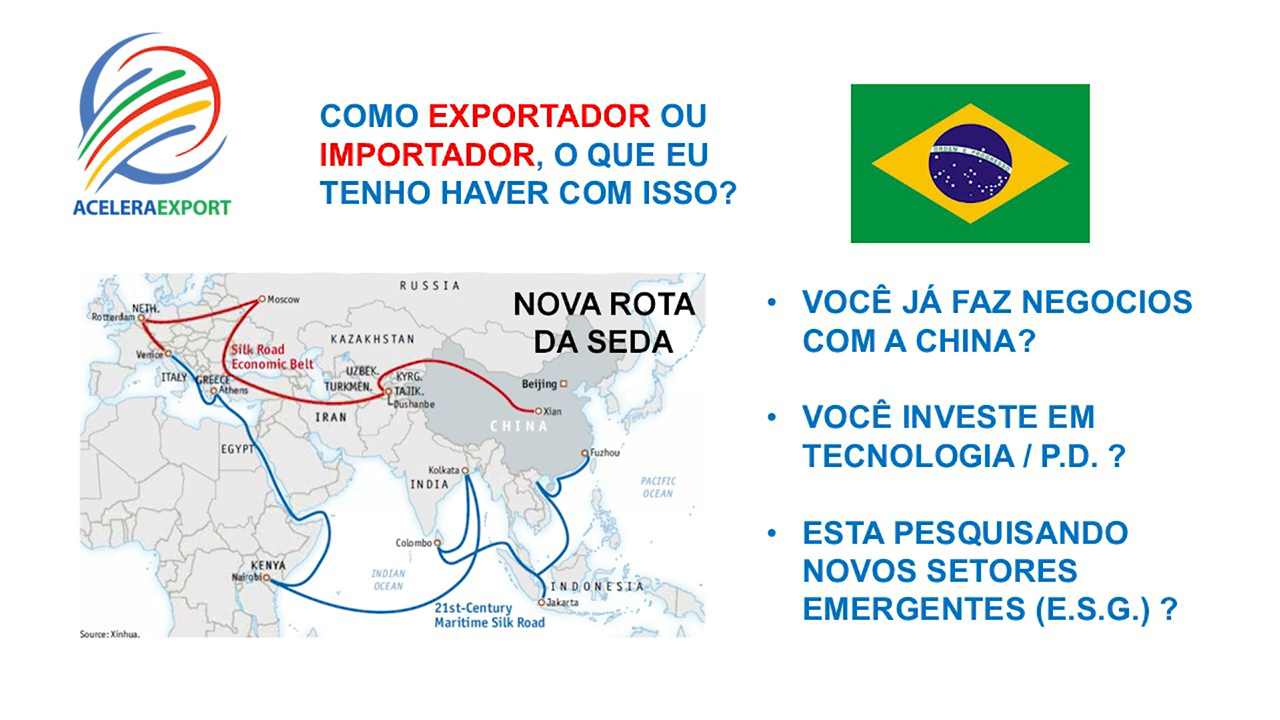 ACELERAEXPORT
COMO EXPORTADOR OU
IMPORTADOR, O QUE EU
TENHO HAVER COM ISSO?
ORDEM E PROGRESSO
NOVA ROTA
DA SEDA
RUSSIA
Moscow
NETH.
Rotterdam
KAZAKHSTAN
Venice
Silk Road
Economic Belt
ITALY
GREECE
Athens
UZBEK.
KYRG.
TURKMEN.
TAJIK.
Dushanbe
Beijing
Xian
IRAN
CHINA
EGYPT
Fuzhou
Kolkata
INDIA
PACIFIC
OCEAN
Colombo
KENYA
Nairobi
INDIAN
OCEAN
INDONESIA
Jakarta
21st-Century
Maritime Silk Road
Source: Xinhua.
• VOCÊ JÁ FAZ NEGOCIOS
COM A CHINA?
• VOCÊ INVESTE EM
TECNOLOGIA / P.D. ?
• ESTA PESQUISANDO
NOVOS SETORES
EMERGENTES (E.S.G.) ?